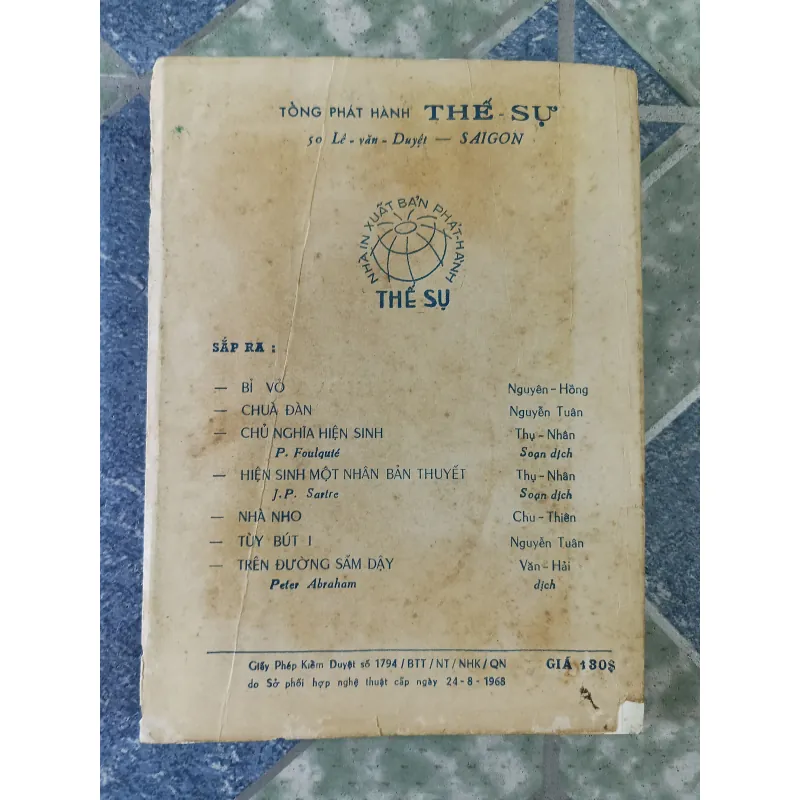 TỔNG PHÁT HÀNH THẾ-SỰ
50 Lê-văn-Duyệt — SAIGON
NHÀ IN XUẤT BẢN PHÁT-HÀNH
THẾ SỤ
SẮP RA :
— BỈ VỎ Nguyên-Hồng
— CHUÀ ĐÀN Nguyễn Tuân
— CHỦ NGHĨA HIỆN SINH Thụ-Nhân
P. Foulquié Soạn dịch
— HIỆN SINH MỘT NHÂN BẢN THUYẾT Thụ-Nhân
J.P. Sartre Soạn dịch
— NHÀ NHO Chu-Thiên
— TÙY BÚT I Nguyễn Tuân
— TRÊN ĐƯỜNG SẤM DẬY Văn-Hải
Peter Abraham dịch
Giấy Phép Kiểm Duyệt số 1794/BTT/NT/NHK/QN GIÁ 130$
do Sở phối hợp nghệ thuật cấp ngày 24-8-1968